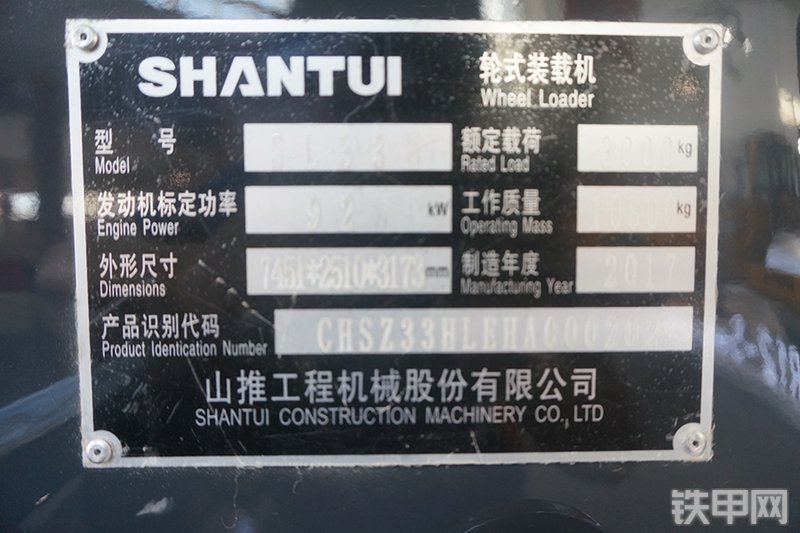 SHANTUI 轮式装载机
Wheel Loader
型 号 额定载荷 kg
Model Rated Load
发动机标定功率 92 kW 工作质量 kg
Engine Power Operating Mass
外形尺寸 7451*2510*3173 mm 制造年度 2017
Dimensions Manufacturing Year
产品识别代码
Product Identication Number
山推工程机械股份有限公司
SHANTUI CONSTRUCTION MACHINERY CO., LTD
铁甲网